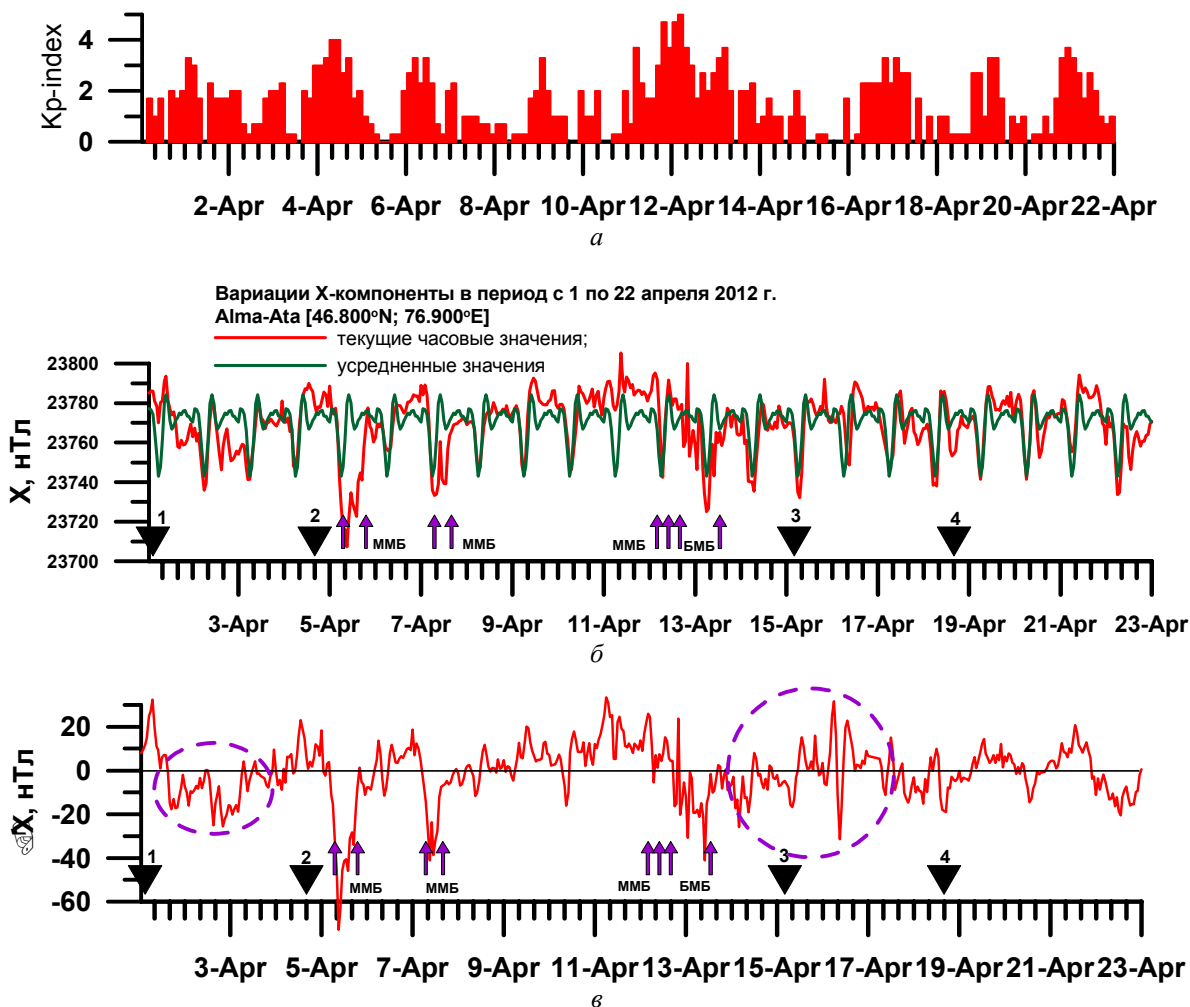 Kp-index
4
2
0
2-Apr 4-Apr 6-Apr 8-Apr 10-Apr 12-Apr 14-Apr 16-Apr 18-Apr 20-Apr 22-Apr
а
Вариации X-компоненты в период с 1 по 22 апреля 2012 г.
Alma-Ata [46.800°N; 76.900°E]
текущие часовые значения;
усредненные значения
X, нТл
23800
23780
23760
23740
23720
23700
1
2
3
4
ММБ
ММБ
ММБ
БМБ
3-Apr 5-Apr 7-Apr 9-Apr 11-Apr 13-Apr 15-Apr 17-Apr 19-Apr 21-Apr 23-Apr
б
X, нТл
20
0
-20
-40
-60
1
2
3
4
ММБ
ММБ
ММБ
БМБ
3-Apr 5-Apr 7-Apr 9-Apr 11-Apr 13-Apr 15-Apr 17-Apr 19-Apr 21-Apr 23-Apr
в